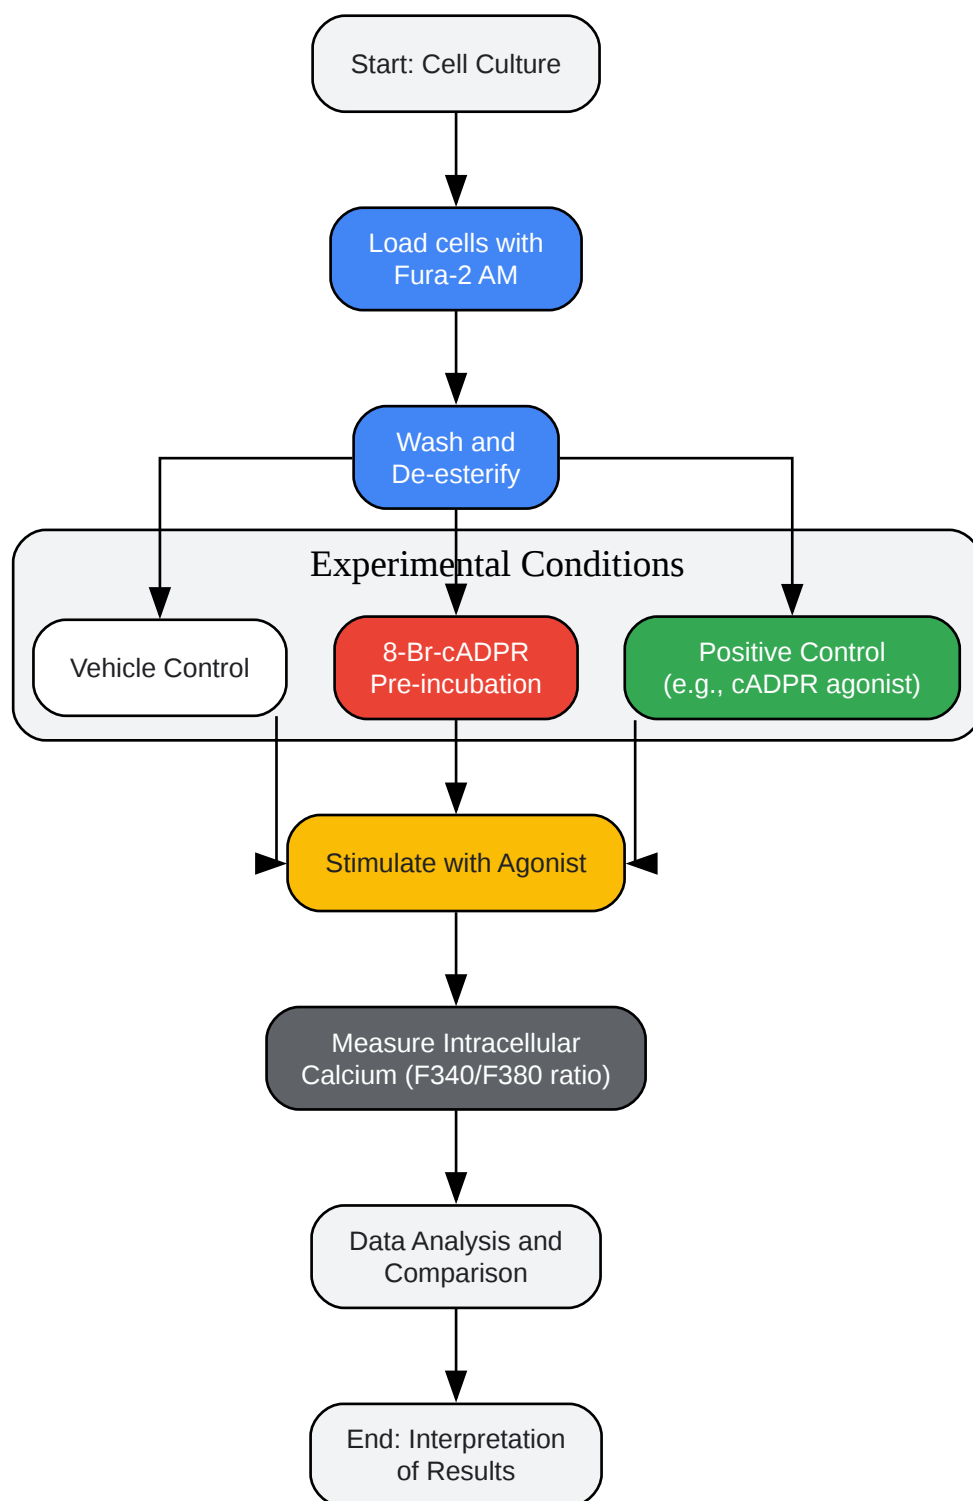 Start: Cell Culture
Load cells with
Fura-2 AM
Wash and
De-esterify
Experimental Conditions
Vehicle Control
8-Br-cADPR
Pre-incubation
Positive Control
(e.g., cADPR agonist)
Stimulate with Agonist
Measure Intracellular
Calcium (F340/F380 ratio)
Data Analysis and
Comparison
End: Interpretation
of Results